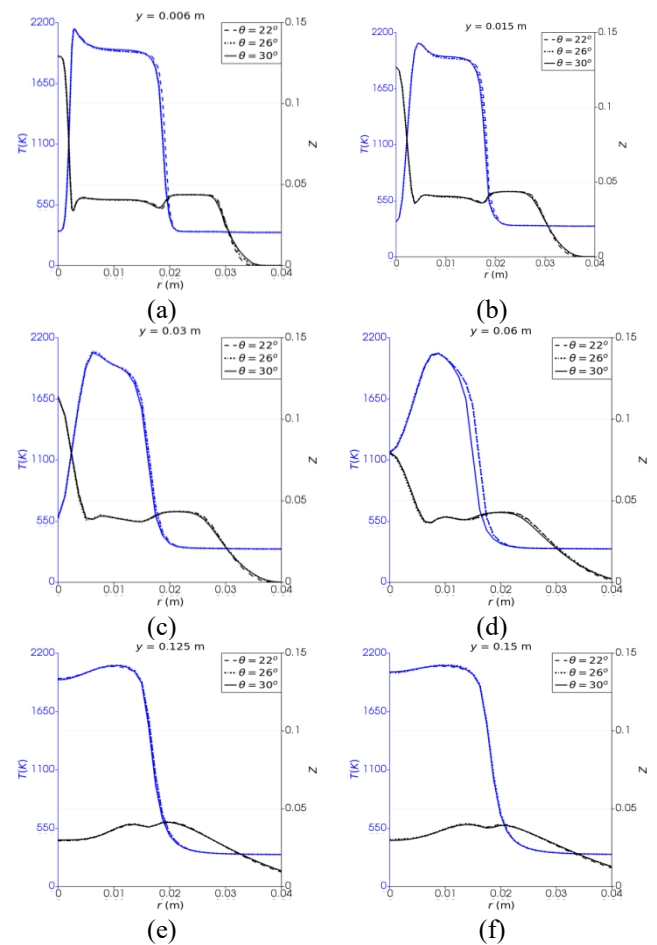 y = 0.006 m
2200
1650
1100
550
0
T(K)
0.15
0.1
0.05
0
Z
θ = 22°
θ = 26°
θ = 30°
0 0.01 0.02 0.03 0.04
r (m)
(a)
y = 0.015 m
2200
1650
1100
550
0
T(K)
0.15
0.1
0.05
0
Z
θ = 22°
θ = 26°
θ = 30°
0 0.01 0.02 0.03 0.04
r (m)
(b)
y = 0.03 m
2200
1650
1100
550
0
T(K)
0.15
0.1
0.05
0
Z
θ = 22°
θ = 26°
θ = 30°
0 0.01 0.02 0.03 0.04
r (m)
(c)
y = 0.06 m
2200
1650
1100
550
0
T(K)
0.15
0.1
0.05
0
Z
θ = 22°
θ = 26°
θ = 30°
0 0.01 0.02 0.03 0.04
r (m)
(d)
y = 0.125 m
2200
1650
1100
550
0
T(K)
0.15
0.1
0.05
0
Z
θ = 22°
θ = 26°
θ = 30°
0 0.01 0.02 0.03 0.04
r (m)
(e)
y = 0.15 m
2200
1650
1100
550
0
T(K)
0.15
0.1
0.05
0
Z
θ = 22°
θ = 26°
θ = 30°
0 0.01 0.02 0.03 0.04
r (m)
(f)